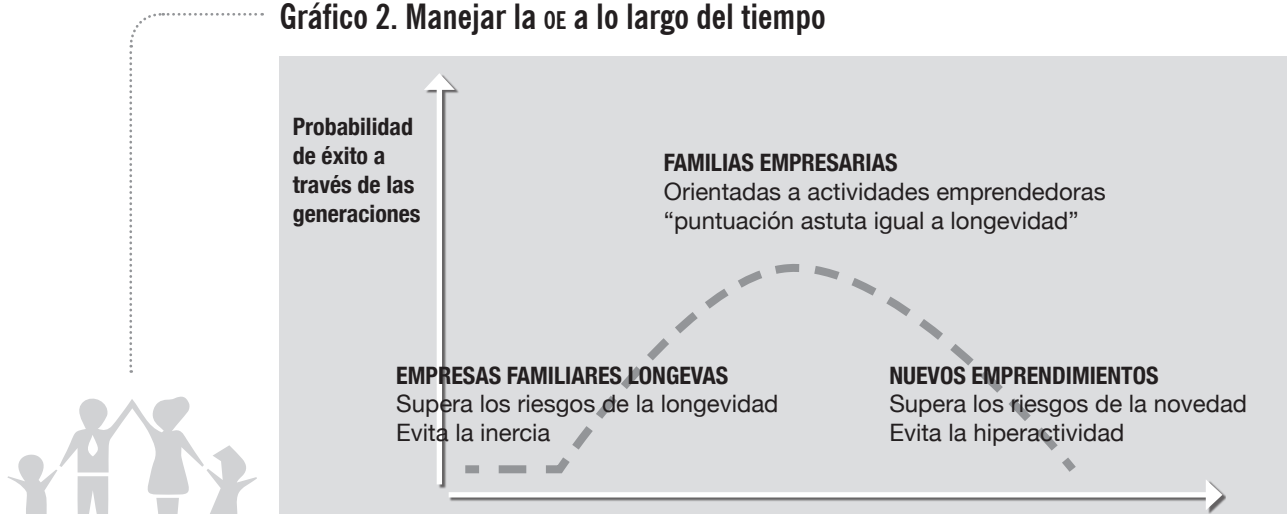 Gráfico 2. Manejar la OE a lo largo del tiempo
Probabilidad
de éxito a
través de las
generaciones
FAMILIAS EMPRESARIAS
Orientadas a actividades emprendedoras
“puntuación astuta igual a longevidad”
EMPRESAS FAMILIARES LONGEVAS
Supera los riesgos de la longevidad
Evita la inercia
NUEVOS EMPRENDIMIENTOS
Supera los riesgos de la novedad
Evita la hiperactividad